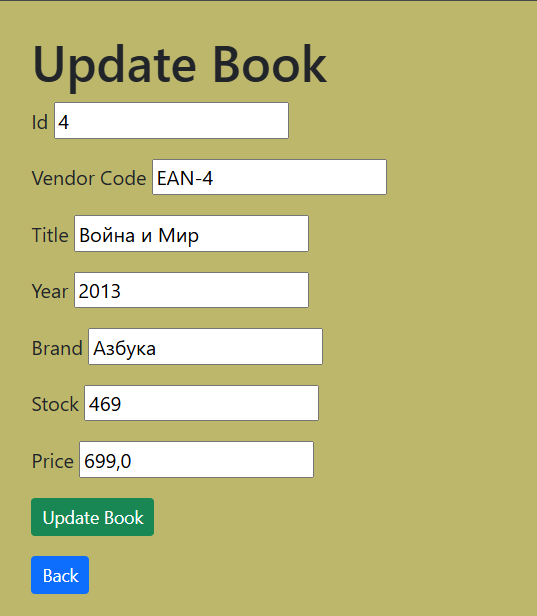 Update Book
Id 4
Vendor Code EAN-4
Title Война и Мир
Year 2013
Brand Азбука
Stock 469
Price 699,0
Update Book
Back